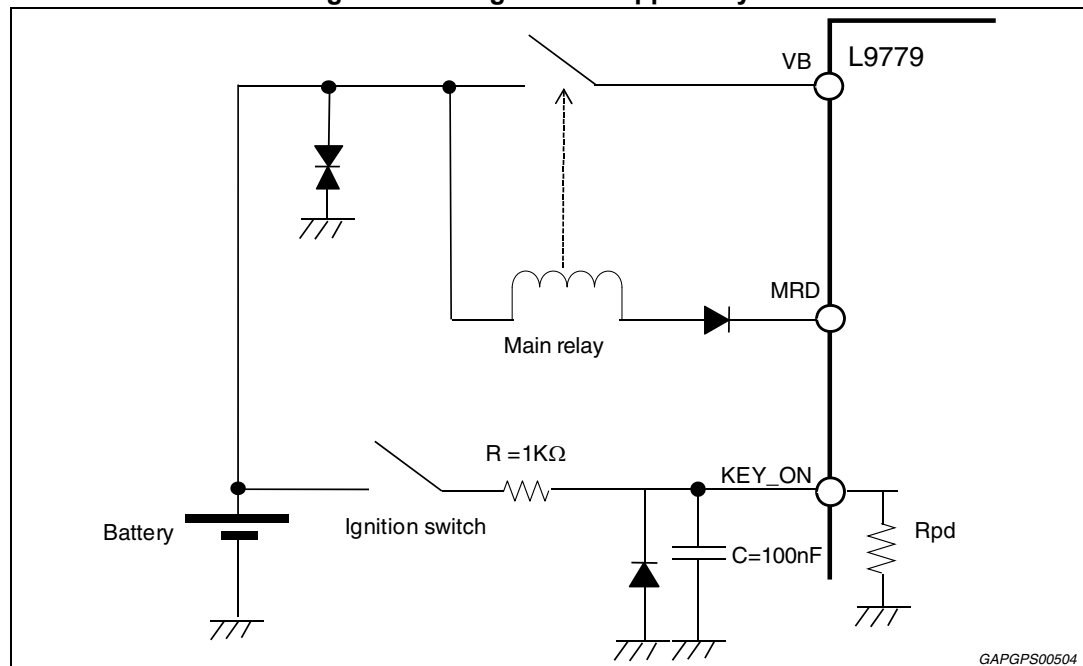 VB
L9779
MRD
Main relay
R =1KΩ
KEY_ON
Battery
Ignition switch
C=100nF
Rpd
GAPGPS00504